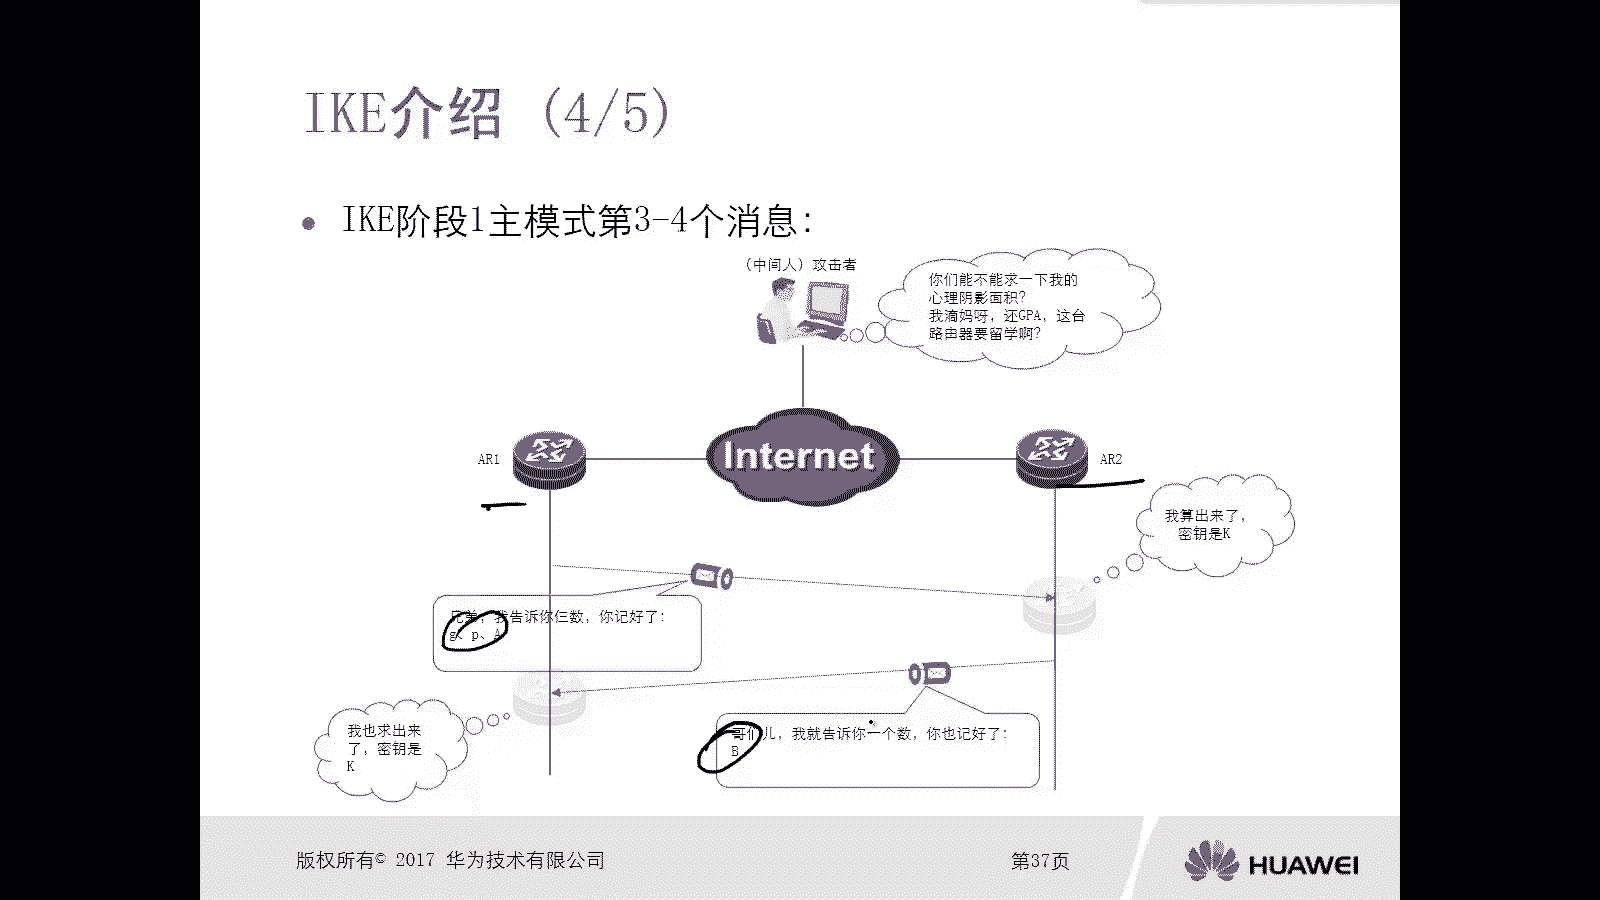 IKE介绍 (4/5)
IKE阶段1主模式第3-4个消息：
（中间人）攻击者
你们能不能求一下我的
心理阴影面积？
我滴妈呀，还GPA，这台
路由器要留学啊？
Internet
AR1
AR2
我算出来了，
密钥是K
兄弟，我告诉你仨数，你记好了：
g、p、A
我也求出来
了，密钥是
K
哥们儿，我就告诉你一个数，你也记好了：
B
版权所有© 2017 华为技术有限公司
第37页
HUAWEI